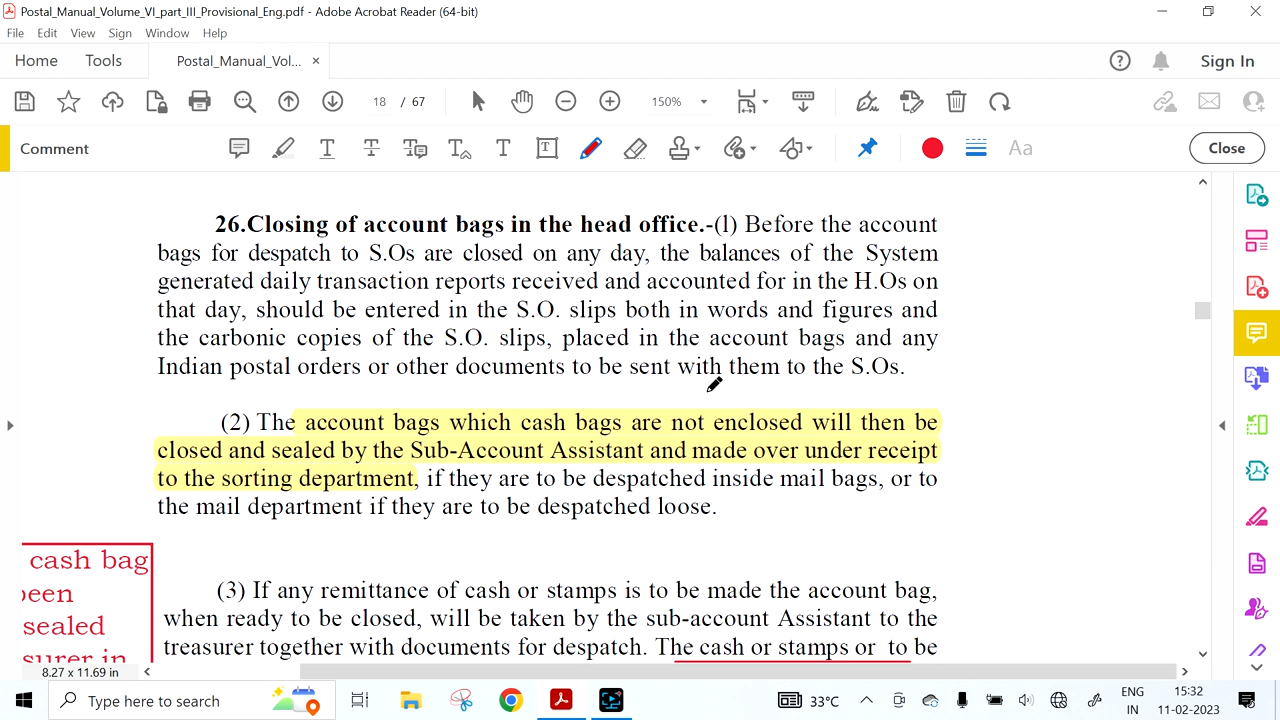 Postal_Manual_Volume_VI_part_III_Provisional_Eng.pdf - Adobe Acrobat Reader (64-bit)
File Edit View Sign Window Help
Home Tools Postal_Manual_Vol... × Sign In
18 / 67 150%
Comment Aa Close
26.Closing of account bags in the head office.-(l) Before the account
bags for despatch to S.Os are closed on any day, the balances of the System
generated daily transaction reports received and accounted for in the H.Os on
that day, should be entered in the S.O. slips both in words and figures and
the carbonic copies of the S.O. slips, placed in the account bags and any
Indian postal orders or other documents to be sent with them to the S.Os.
(2) The account bags which cash bags are not enclosed will then be
closed and sealed by the Sub-Account Assistant and made over under receipt
to the sorting department, if they are to be despatched inside mail bags, or to
the mail department if they are to be despatched loose.
cash bag
been
sealed
surer in
(3) If any remittance of cash or stamps is to be made the account bag,
when ready to be closed, will be taken by the sub-account Assistant to the
treasurer together with documents for despatch. The cash or stamps or to be
8.27 x 11.69 in
Type here to search
33°C
ENG
IN
15:32
11-02-2023